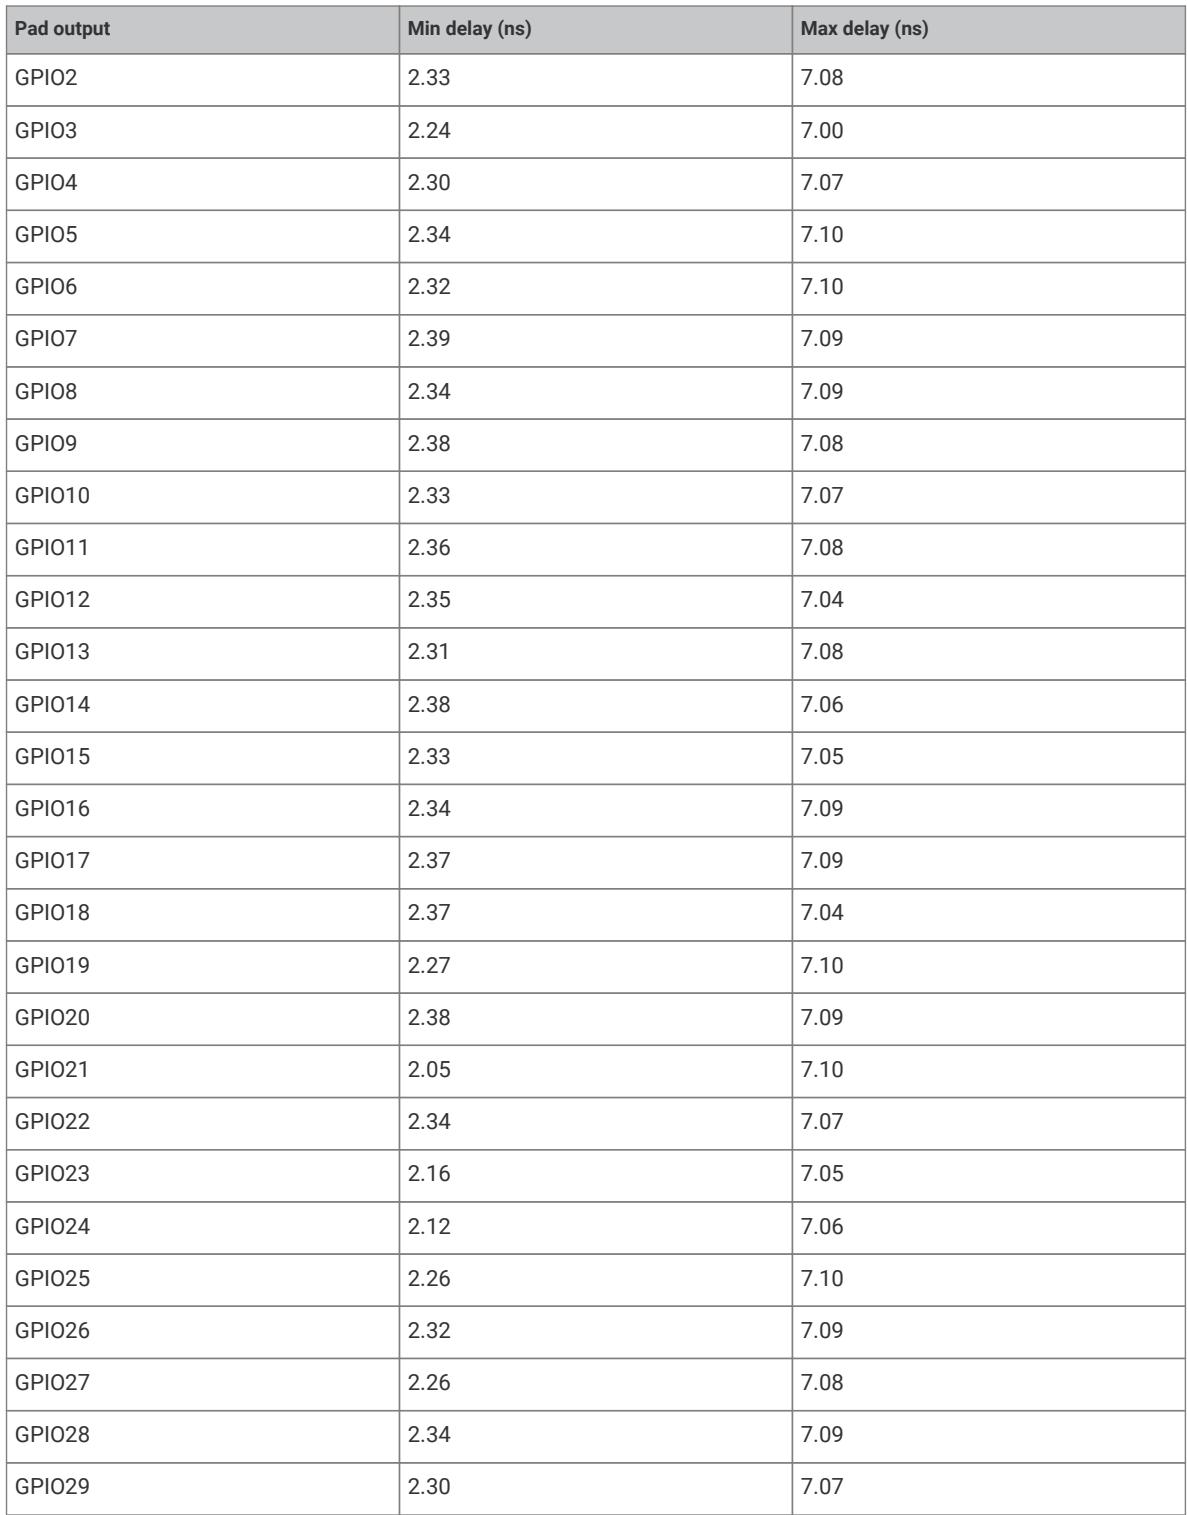 Pad output Min delay (ns) Max delay (ns)
GPIO2 2.33 7.08
GPIO3 2.24 7.00
GPIO4 2.30 7.07
GPIO5 2.34 7.10
GPIO6 2.32 7.10
GPIO7 2.39 7.09
GPIO8 2.34 7.09
GPIO9 2.38 7.08
GPIO10 2.33 7.07
GPIO11 2.36 7.08
GPIO12 2.35 7.04
GPIO13 2.31 7.08
GPIO14 2.38 7.06
GPIO15 2.33 7.05
GPIO16 2.34 7.09
GPIO17 2.37 7.09
GPIO18 2.37 7.04
GPIO19 2.27 7.10
GPIO20 2.38 7.09
GPIO21 2.05 7.10
GPIO22 2.34 7.07
GPIO23 2.16 7.05
GPIO24 2.12 7.06
GPIO25 2.26 7.10
GPIO26 2.32 7.09
GPIO27 2.26 7.08
GPIO28 2.34 7.09
GPIO29 2.30 7.07